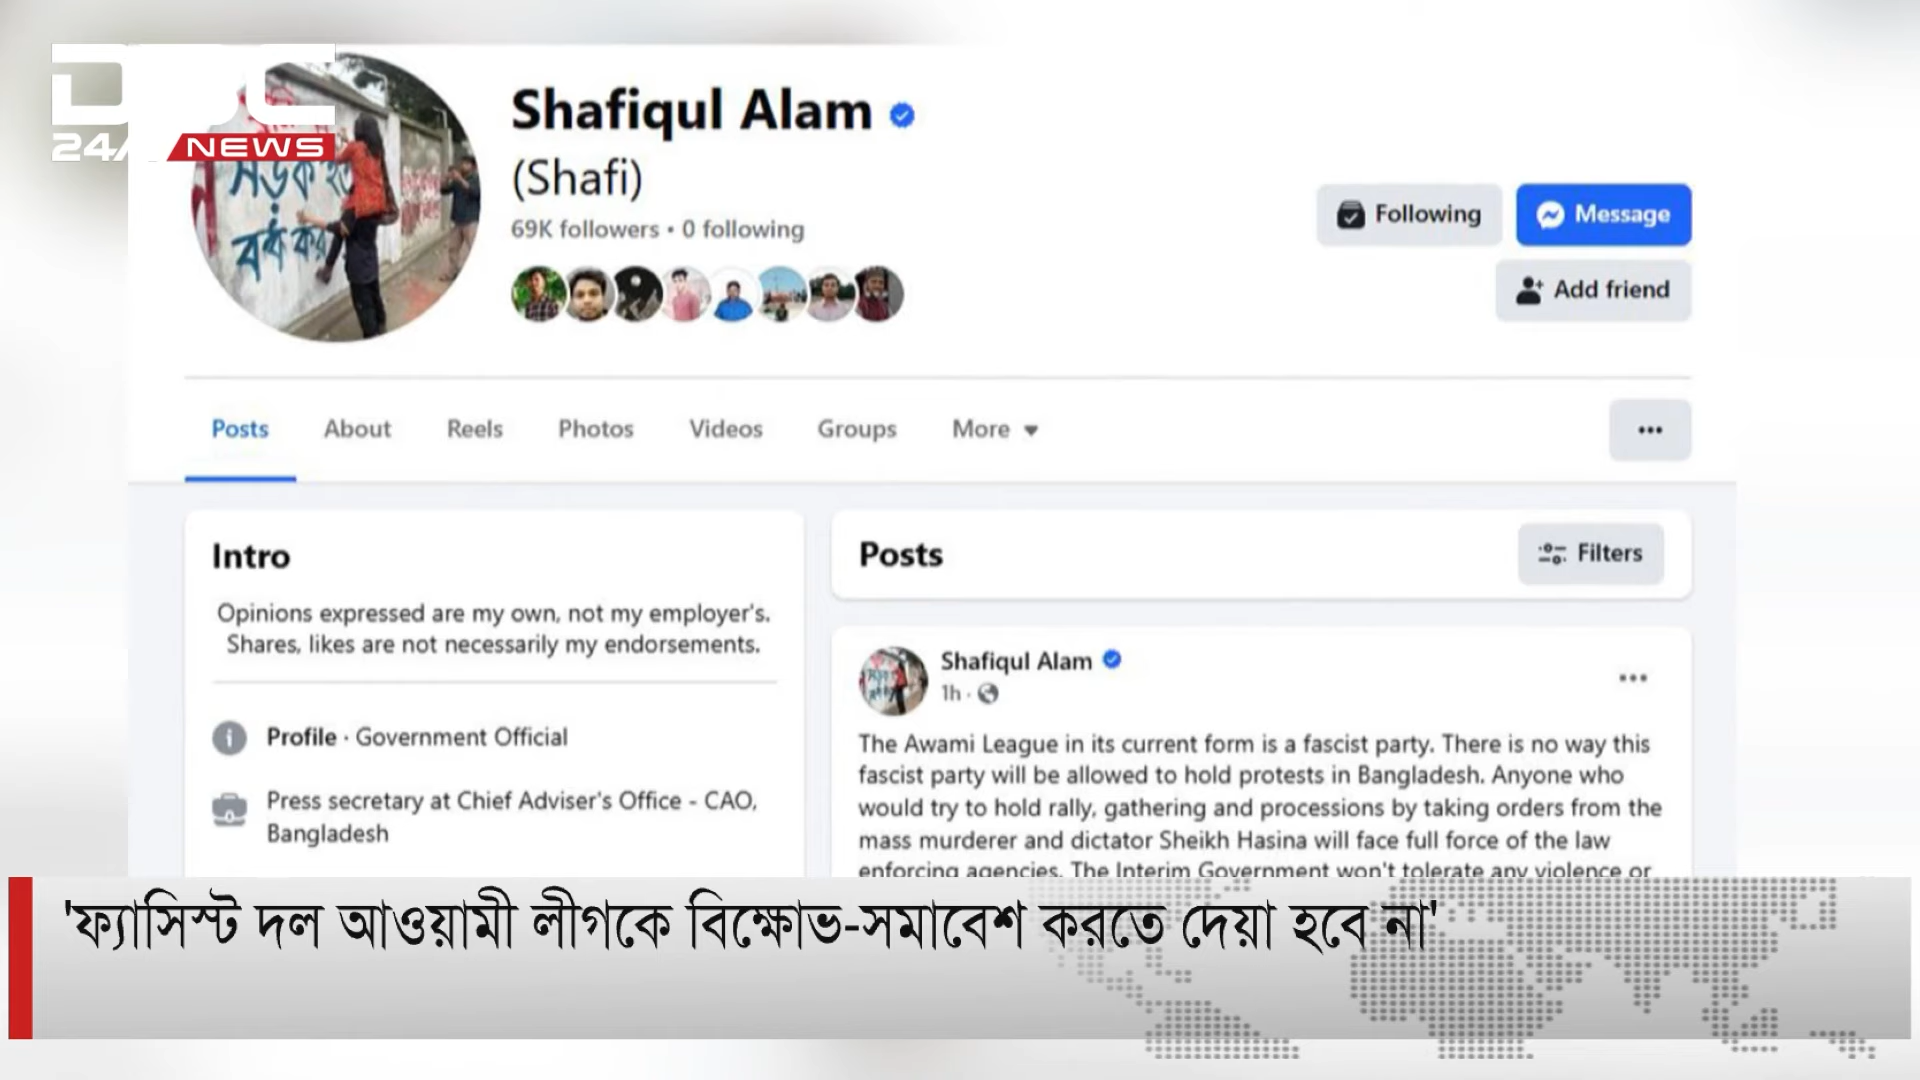 DBC
24/7 NEWS
Shafiqul Alam
(Shafi)
69K followers • 0 following
Following
Message
Add friend
Posts About Reels Photos Videos Groups More
Intro
Opinions expressed are my own, not my employer's.
Shares, likes are not necessarily my endorsements.
Profile · Government Official
Press secretary at Chief Adviser's Office - CAO,
Bangladesh
Posts
Filters
Shafiqul Alam
1h ·
The Awami League in its current form is a fascist party. There is no way this
fascist party will be allowed to hold protests in Bangladesh. Anyone who
would try to hold rally, gathering and processions by taking orders from the
mass murderer and dictator Sheikh Hasina will face full force of the law
enforcing agencies. The Interim Government won't tolerate any violence or
'ফ্যাসিস্ট দল আওয়ামী লীগকে বিক্ষোভ-সমাবেশ করতে দেয়া হবে না'